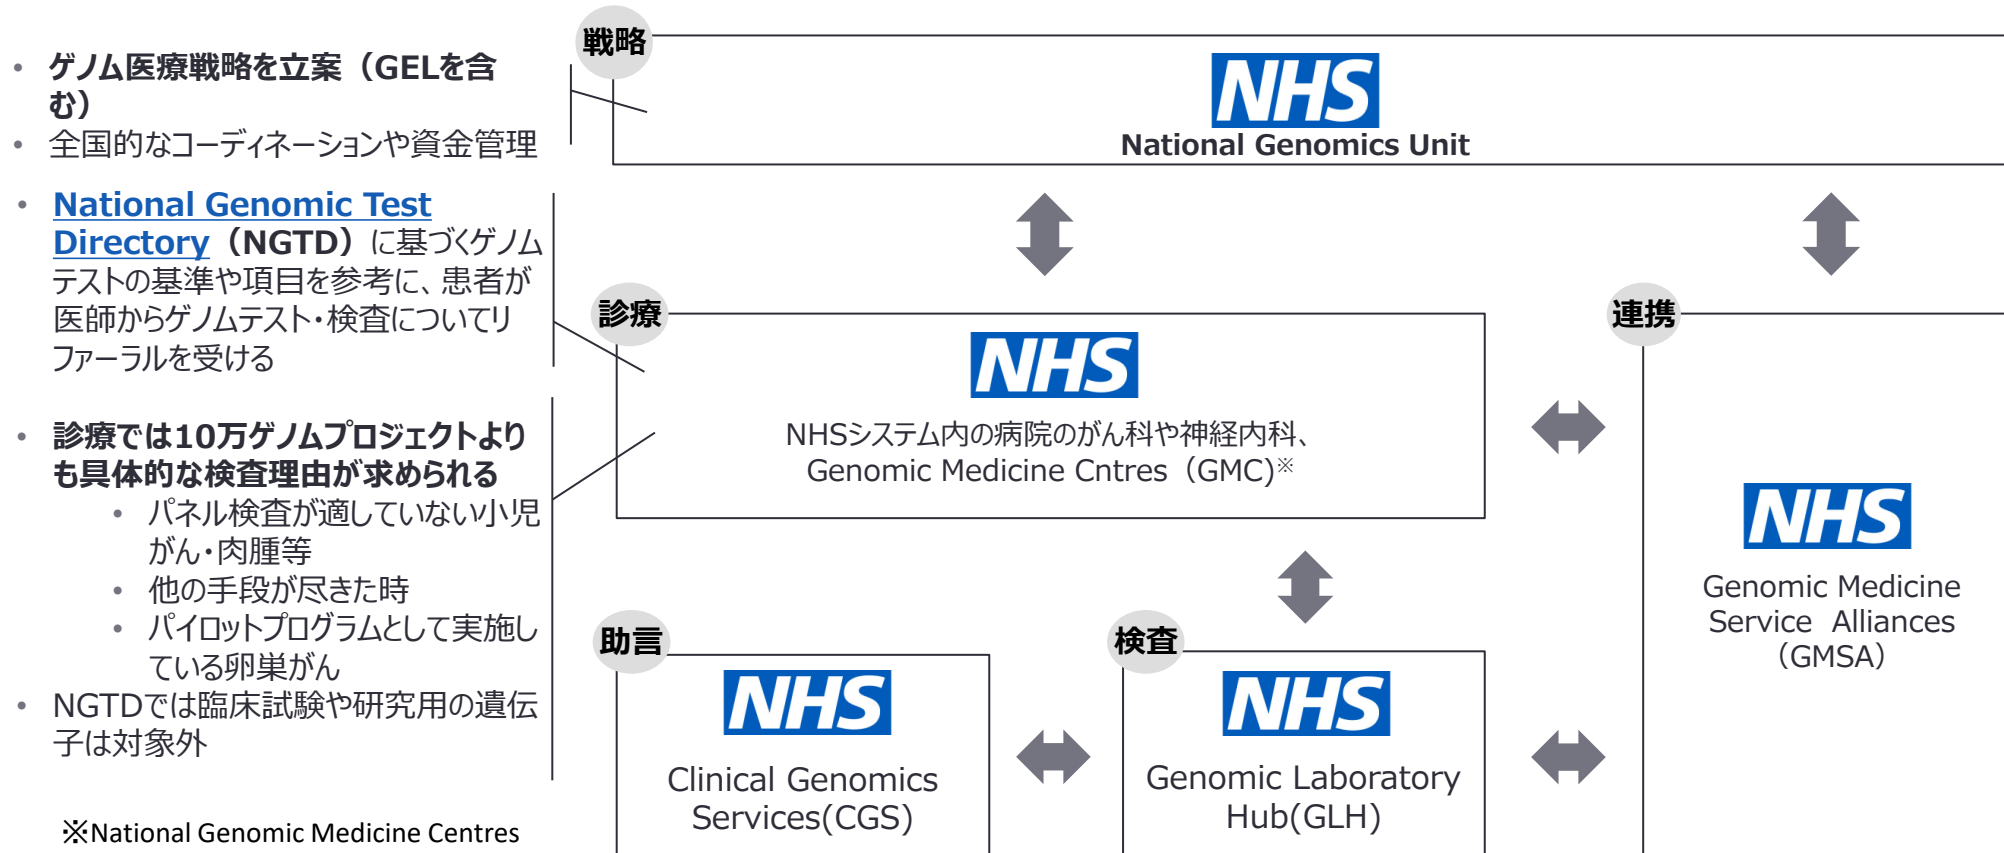 • ゲノム医療戦略を立案（GELを含
む）
• 全国的なコーディネーションや資金管理
• National Genomic Test
Directory（NGTD）に基づくゲノム
テストの基準や項目を参考に、患者が
医師からゲノムテスト・検査についてリ
ファーラルを受ける
• 診療では10万ゲノムプロジェクトより
も具体的な検査理由が求められる
• パネル検査が適していない小児
がん・肉腫等
• 他の手段が尽きた時
• パイロットプログラムとして実施し
ている卵巣がん
• NGTDでは臨床試験や研究用の遺伝
子は対象外
※National Genomic Medicine Centres
戦略
NHS
National Genomics Unit
診療
NHS
NHSシステム内の病院のがん科や神経内科、
Genomic Medicine Cntres（GMC)※
連携
NHS
Genomic Medicine
Service Alliances
（GMSA）
助言
NHS
Clinical Genomics
Services(CGS)
検査
NHS
Genomic Laboratory
Hub(GLH)